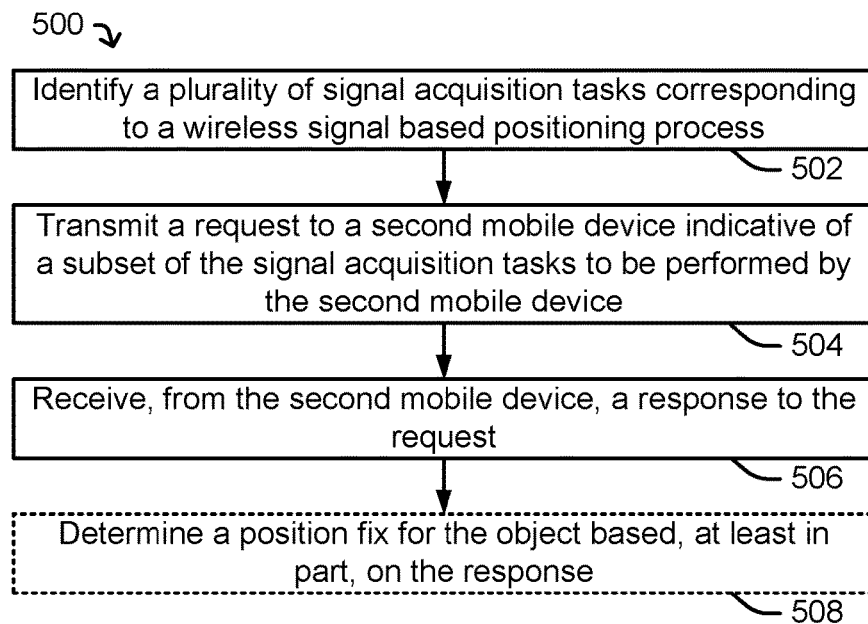 500
Identify a plurality of signal acquisition tasks corresponding
to a wireless signal based positioning process
502
Transmit a request to a second mobile device indicative of
a subset of the signal acquisition tasks to be performed by
the second mobile device
504
Receive, from the second mobile device, a response to the
request
506
Determine a position fix for the object based, at least in
part, on the response
508